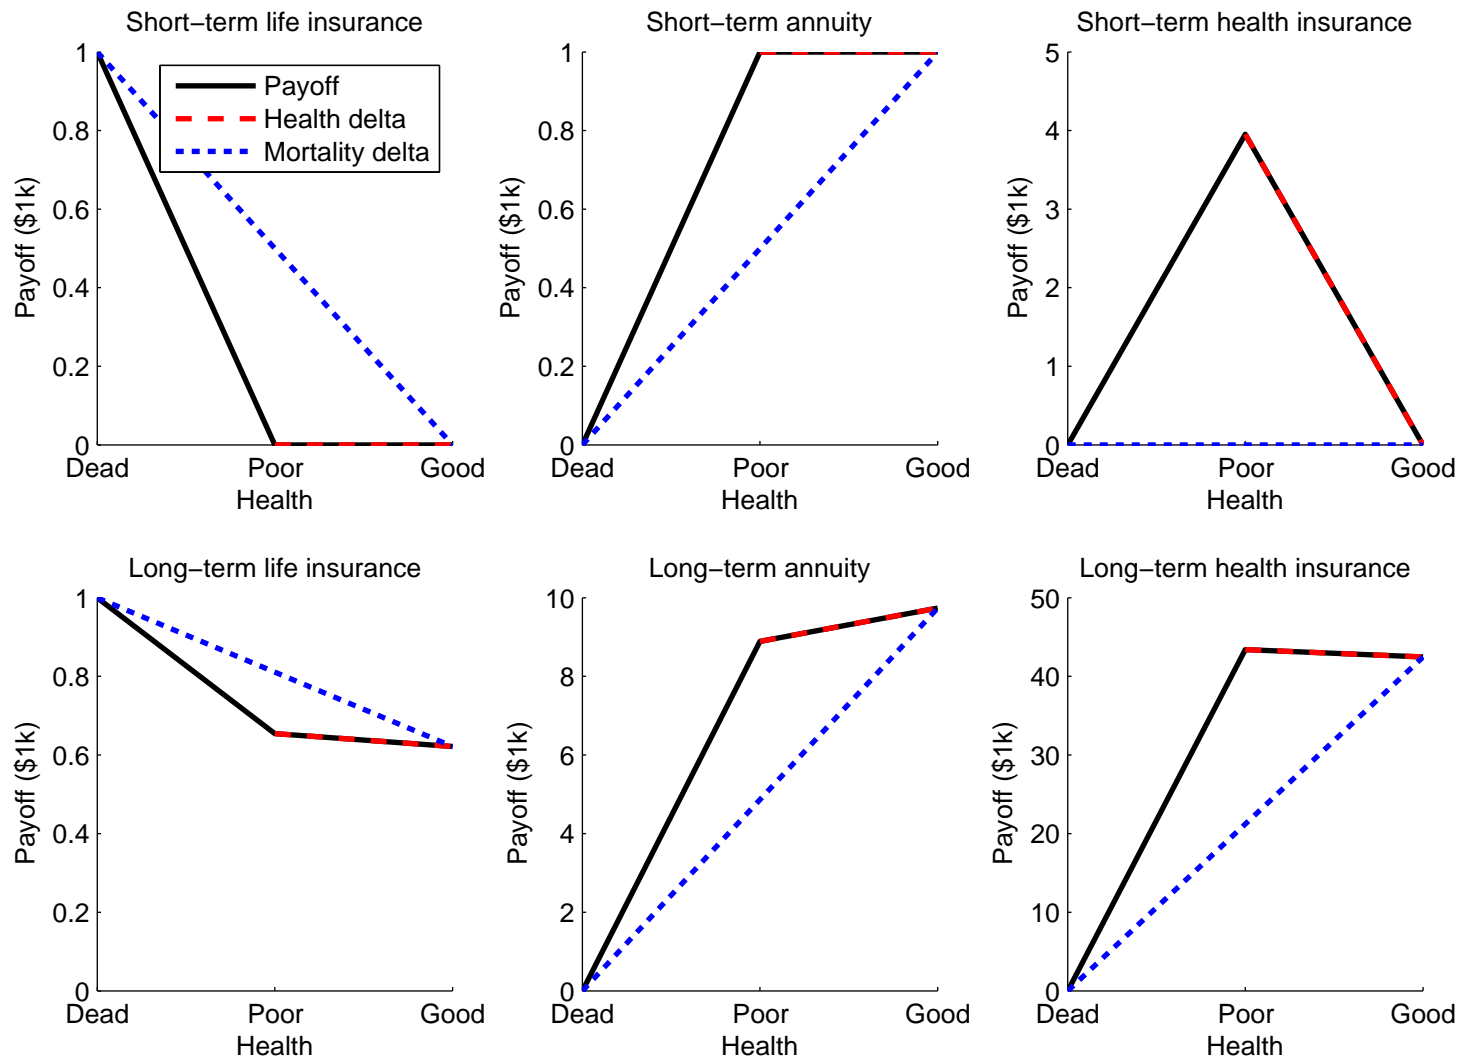 Short−term life insurance
Payoff ($1k)
1
0.8
0.6
0.4
0.2
0
Payoff
Health delta
Mortality delta
Dead Poor Good
Health
Short−term annuity
Payoff ($1k)
1
0.8
0.6
0.4
0.2
0
Dead Poor Good
Health
Short−term health insurance
Payoff ($1k)
5
4
3
2
1
0
Dead Poor Good
Health
Long−term life insurance
Payoff ($1k)
1
0.8
0.6
0.4
0.2
0
Dead Poor Good
Health
Long−term annuity
Payoff ($1k)
10
8
6
4
2
0
Dead Poor Good
Health
Long−term health insurance
Payoff ($1k)
50
40
30
20
10
0
Dead Poor Good
Health